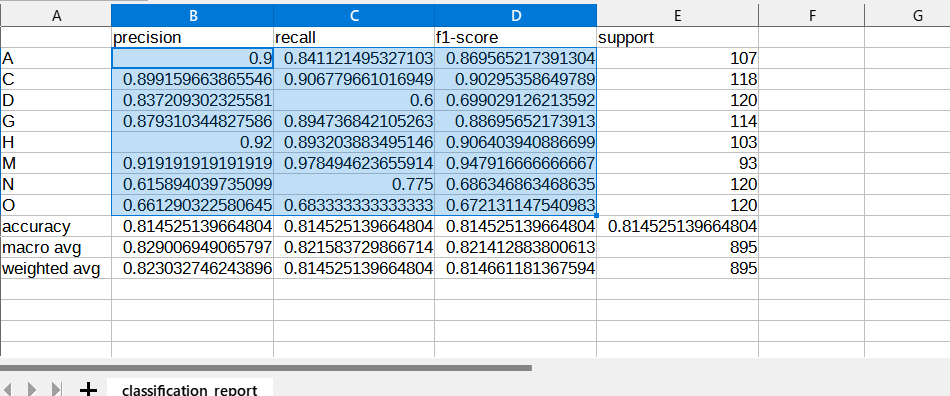 A B C D E F G
precision recall f1-score support
A 0.9 0.841121495327103 0.869565217391304 107
C 0.899159663865546 0.906779661016949 0.90295358649789 118
D 0.837209302325581 0.6 0.699029126213592 120
G 0.879310344827586 0.894736842105263 0.88695652173913 114
H 0.92 0.893203883495146 0.906403940886699 103
M 0.919191919191919 0.978494623655914 0.947916666666667 93
N 0.615894039735099 0.775 0.686346863468635 120
O 0.661290322580645 0.683333333333333 0.672131147540983 120
accuracy 0.814525139664804 0.814525139664804 0.814525139664804 0.814525139664804
macro avg 0.829006949065797 0.821583729866714 0.821412883800613 895
weighted avg 0.823032746243896 0.814525139664804 0.814661181367594 895
classification_report